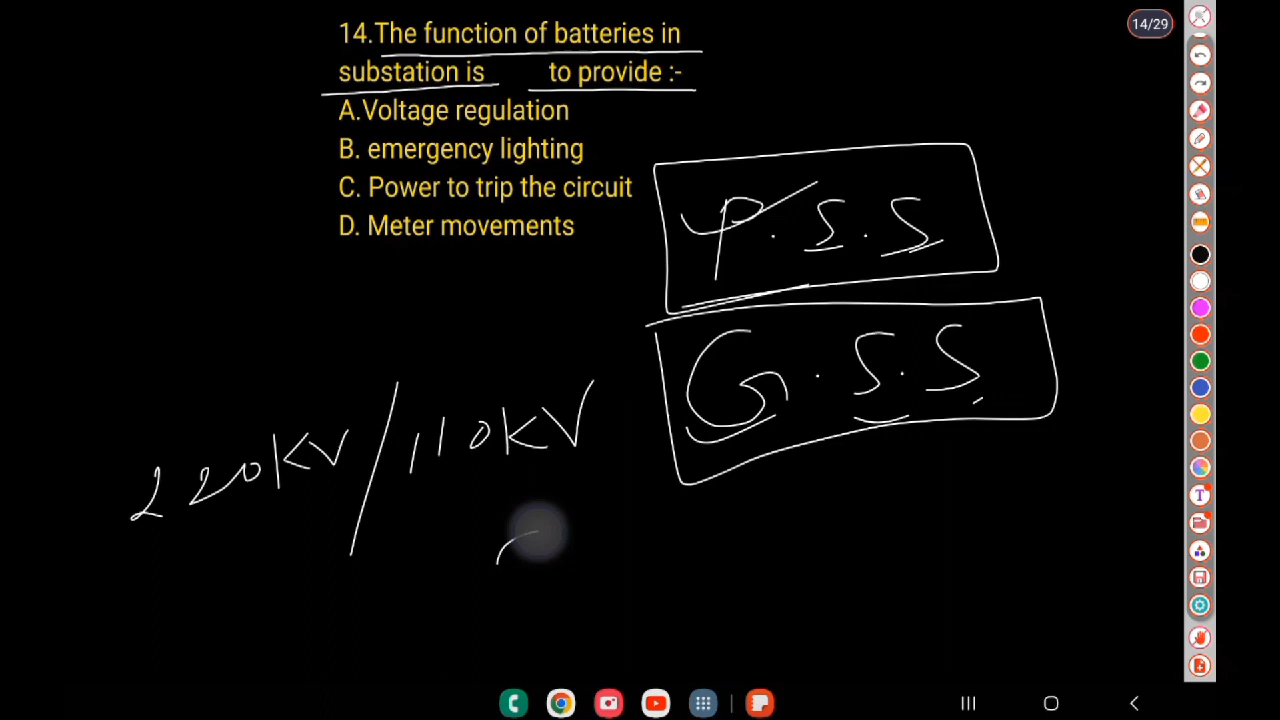 14/29
14.The function of batteries in
substation is to provide :-
A.Voltage regulation
B. emergency lighting
C. Power to trip the circuit
D. Meter movements
P.S.S
G.S.S
220KV/110KV
T